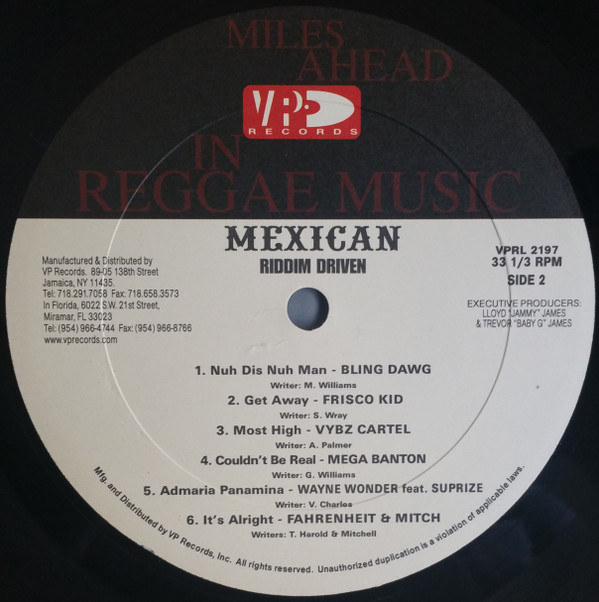 MILES
AHEAD
VP
RECORDS
IN
REGGAE MUSIC
MEXICAN
RIDDIM DRIVEN
Manufactured & Distributed by
VP Records. 89-05 138th Street
Jamaica, NY 11435.
Tel: 718.291.7058 Fax: 718.658.3573
In Florida, 6022 S.W. 21st Street,
Miramar, FL 33023
Tel: (954) 966-4744 Fax: (954) 966-8766
www.vprecords.com
VPRL 2197
33 1/3 RPM
SIDE 2
EXECUTIVE PRODUCERS:
LLOYD "JAMMY" JAMES
& TREVOR "BABY G" JAMES
1. Nuh Dis Nuh Man - BLING DAWG
Writer: M. Williams
2. Get Away - FRISCO KID
Writer: S. Wray
3. Most High - VYBZ CARTEL
Writer: A. Palmer
4. Couldn't Be Real - MEGA BANTON
Writer: G. Williams
5. Admaria Panamina - WAYNE WONDER feat. SUPRIZE
Writer: V. Charles
6. It's Alright - FAHRENHEIT & MITCH
Writers: T. Harold & Mitchell
Mfg. and Distributed by VP Records, Inc. All rights reserved. Unauthorized duplication is a violation of applicable laws.